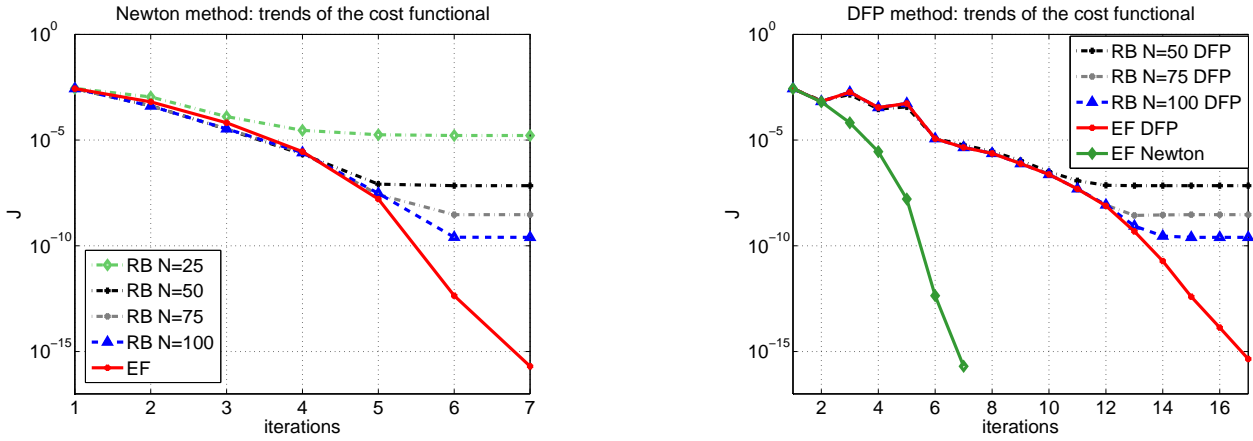 Newton method: trends of the cost functional
10^0
10^-5
10^-10
10^-15
J
RB N=25
RB N=50
RB N=75
RB N=100
EF
1 2 3 4 5 6 7
iterations
DFP method: trends of the cost functional
10^0
10^-5
10^-10
10^-15
J
RB N=50 DFP
RB N=75 DFP
RB N=100 DFP
EF DFP
EF Newton
2 4 6 8 10 12 14 16
iterations